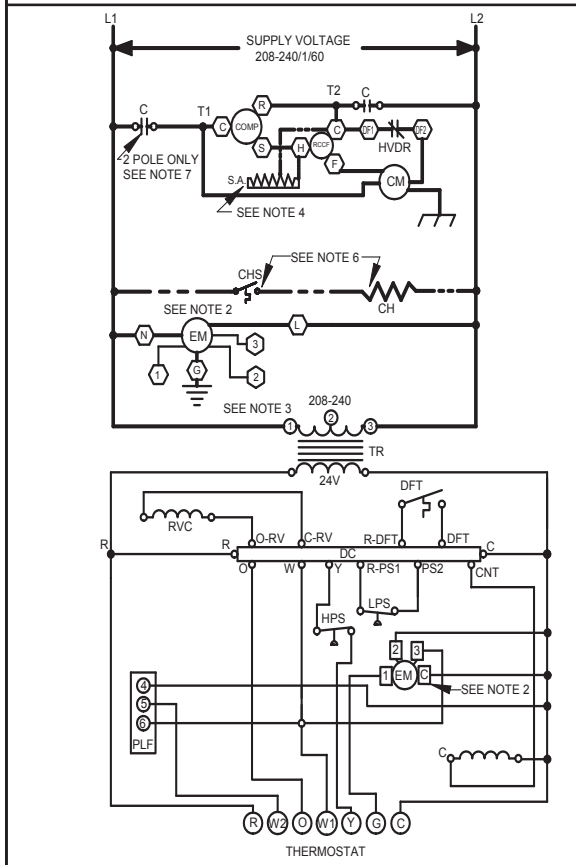 L1 L2
SUPPLY VOLTAGE
208-240/1/60
C T1 C COMP R T2 C
S H RCCF C DF1 HVDR DF2
2 POLE ONLY
SEE NOTE 7
F
S.A. CM
SEE NOTE 4
SEE NOTE 6
CHS
CH
SEE NOTE 2
N EM L
3
1 G 2
SEE NOTE 3
208-240
1 2 3
TR
24V
DFT
RVC
O-RV C-RV R-DFT DFT
R R DC C
O W Y R-PS1 PS2 CNT
LPS
HPS
2 3
1 EM C
SEE NOTE 2
4
5
6
PLF
C
R W2 O W1 Y G C
THERMOSTAT